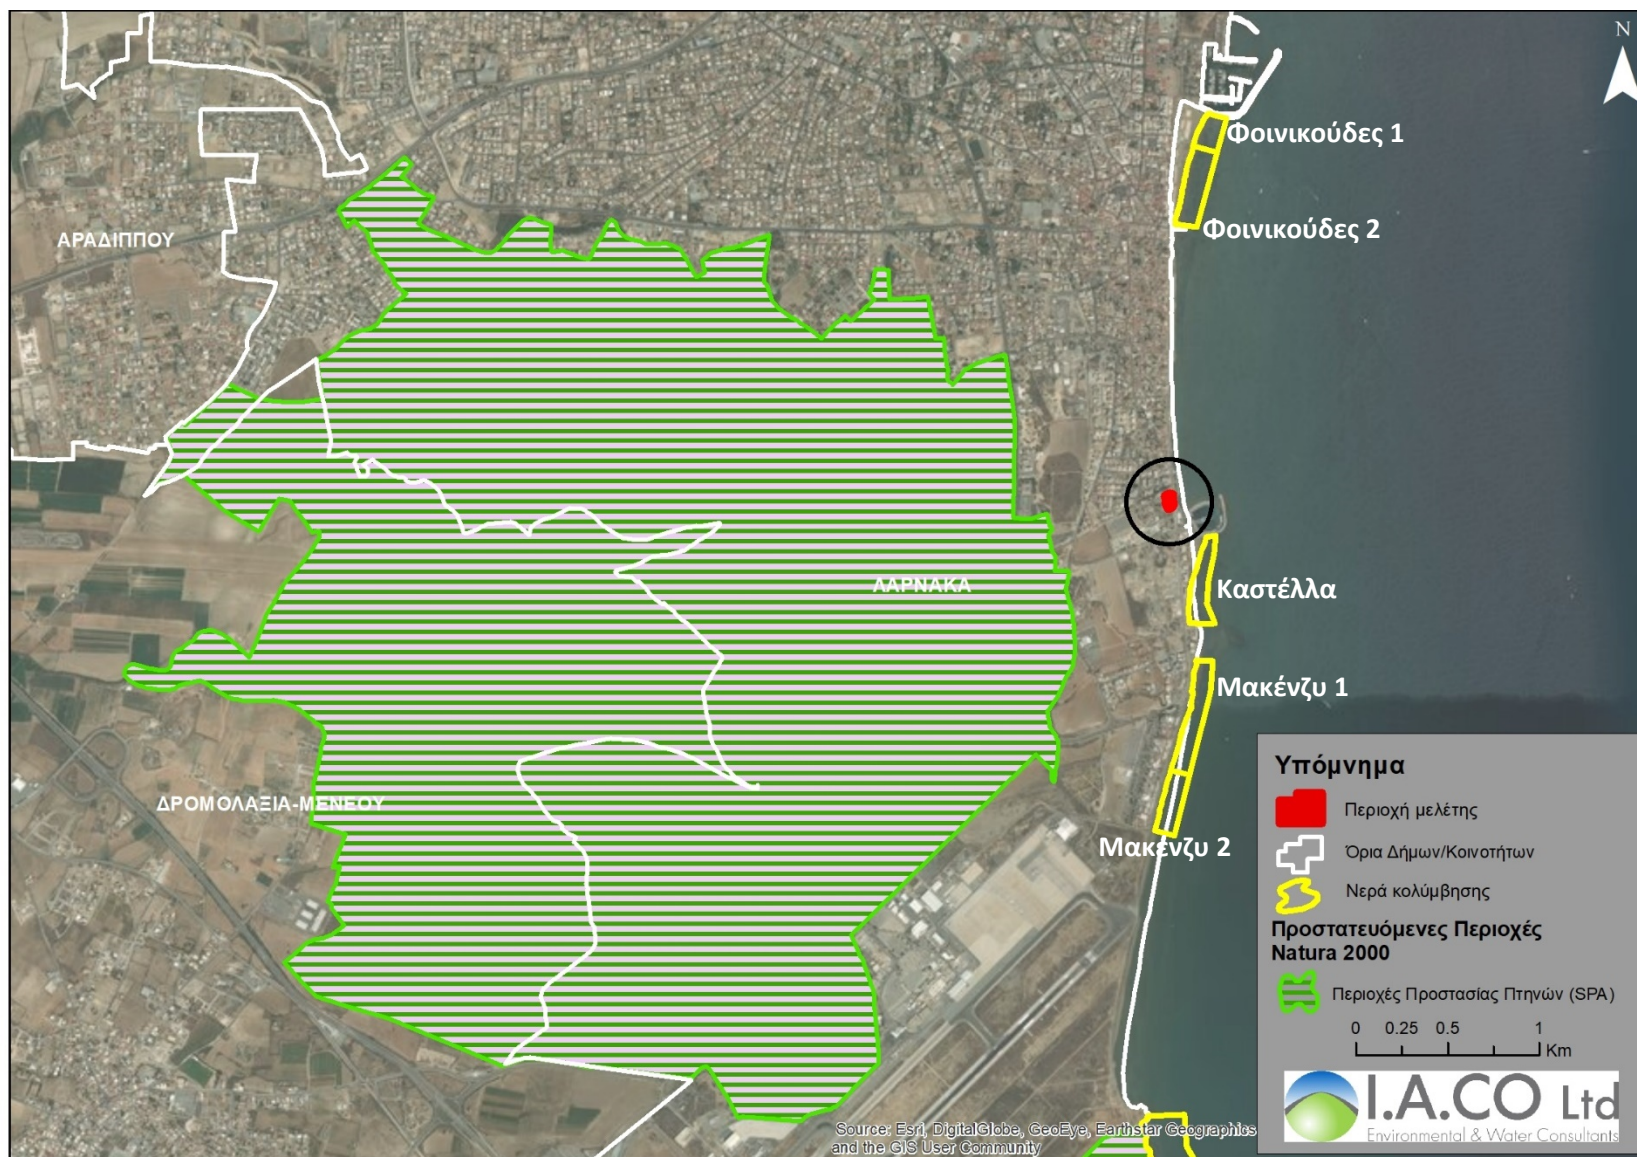 N
Φοινικούδες 1
Φοινικούδες 2
ΑΡΑΔΙΠΠΟΥ
ΛΑΡΝΑΚΑ
Καστέλλα
Μακένζυ 1
ΔΡΟΜΟΛΑΞΙΑ-ΜΕΝΕΟΥ
Μακένζυ 2
Υπόμνημα
Περιοχή μελέτης
Όρια Δήμων/Κοινοτήτων
Νερά κολύμβησης
Προστατευόμενες Περιοχές
Natura 2000
Περιοχές Προστασίας Πτηνών (SPA)
0 0.25 0.5 1
Km
I.A.CO Ltd
Environmental & Water Consultants
Source: Esri, DigitalGlobe, GeoEye, Earthstar Geographics
and the GIS User Community